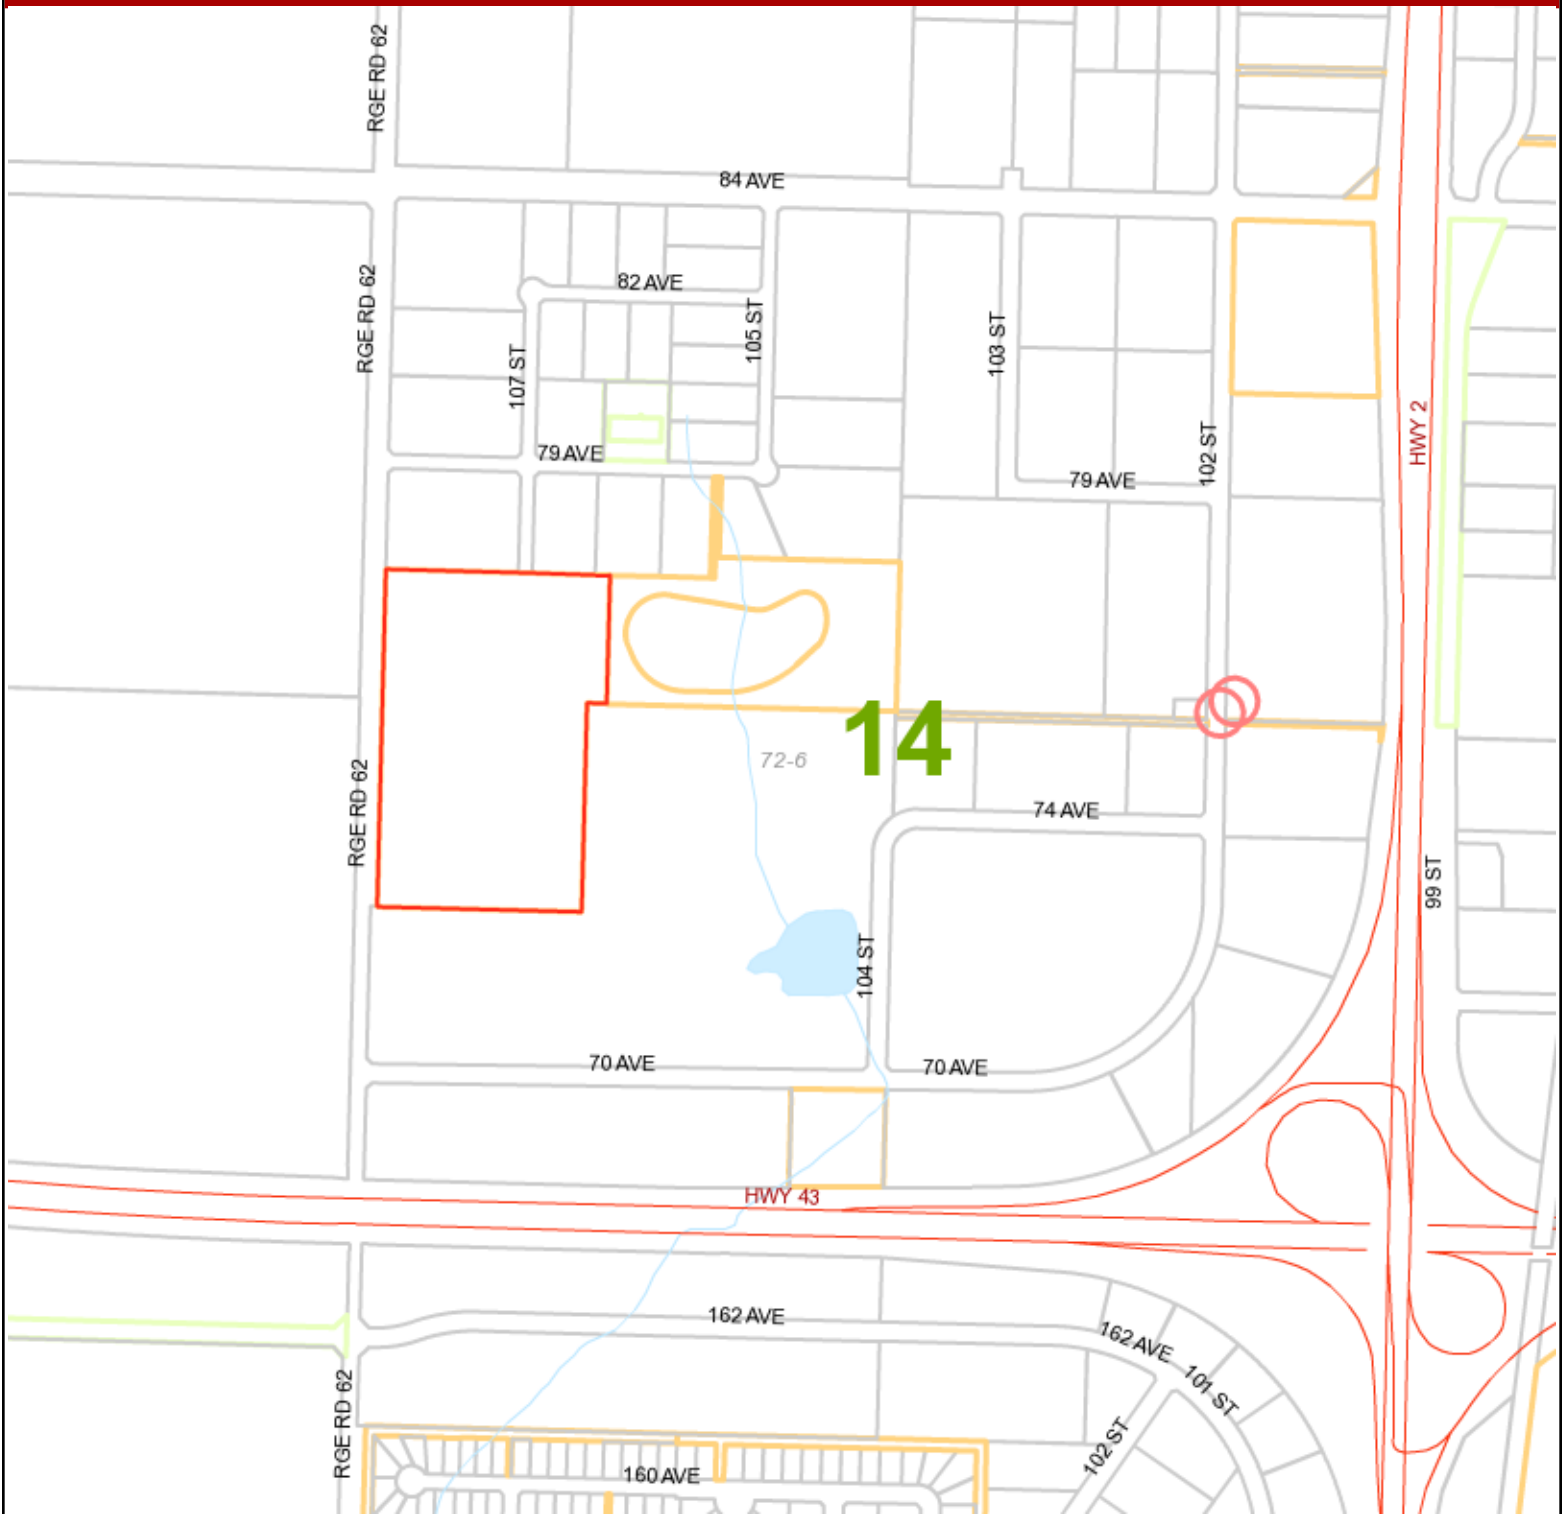 RGE RD 62
84 AVE
82 AVE
RGE RD 62
105 ST
103 ST
107 ST
HWY 2
102 ST
79 AVE
79 AVE
14
72-6
RGE RD 62
74 AVE
99 ST
104 ST
70 AVE
70 AVE
HWY 43
162 AVE
162 AVE
101 ST
RGE RD 62
102 ST
160 AVE